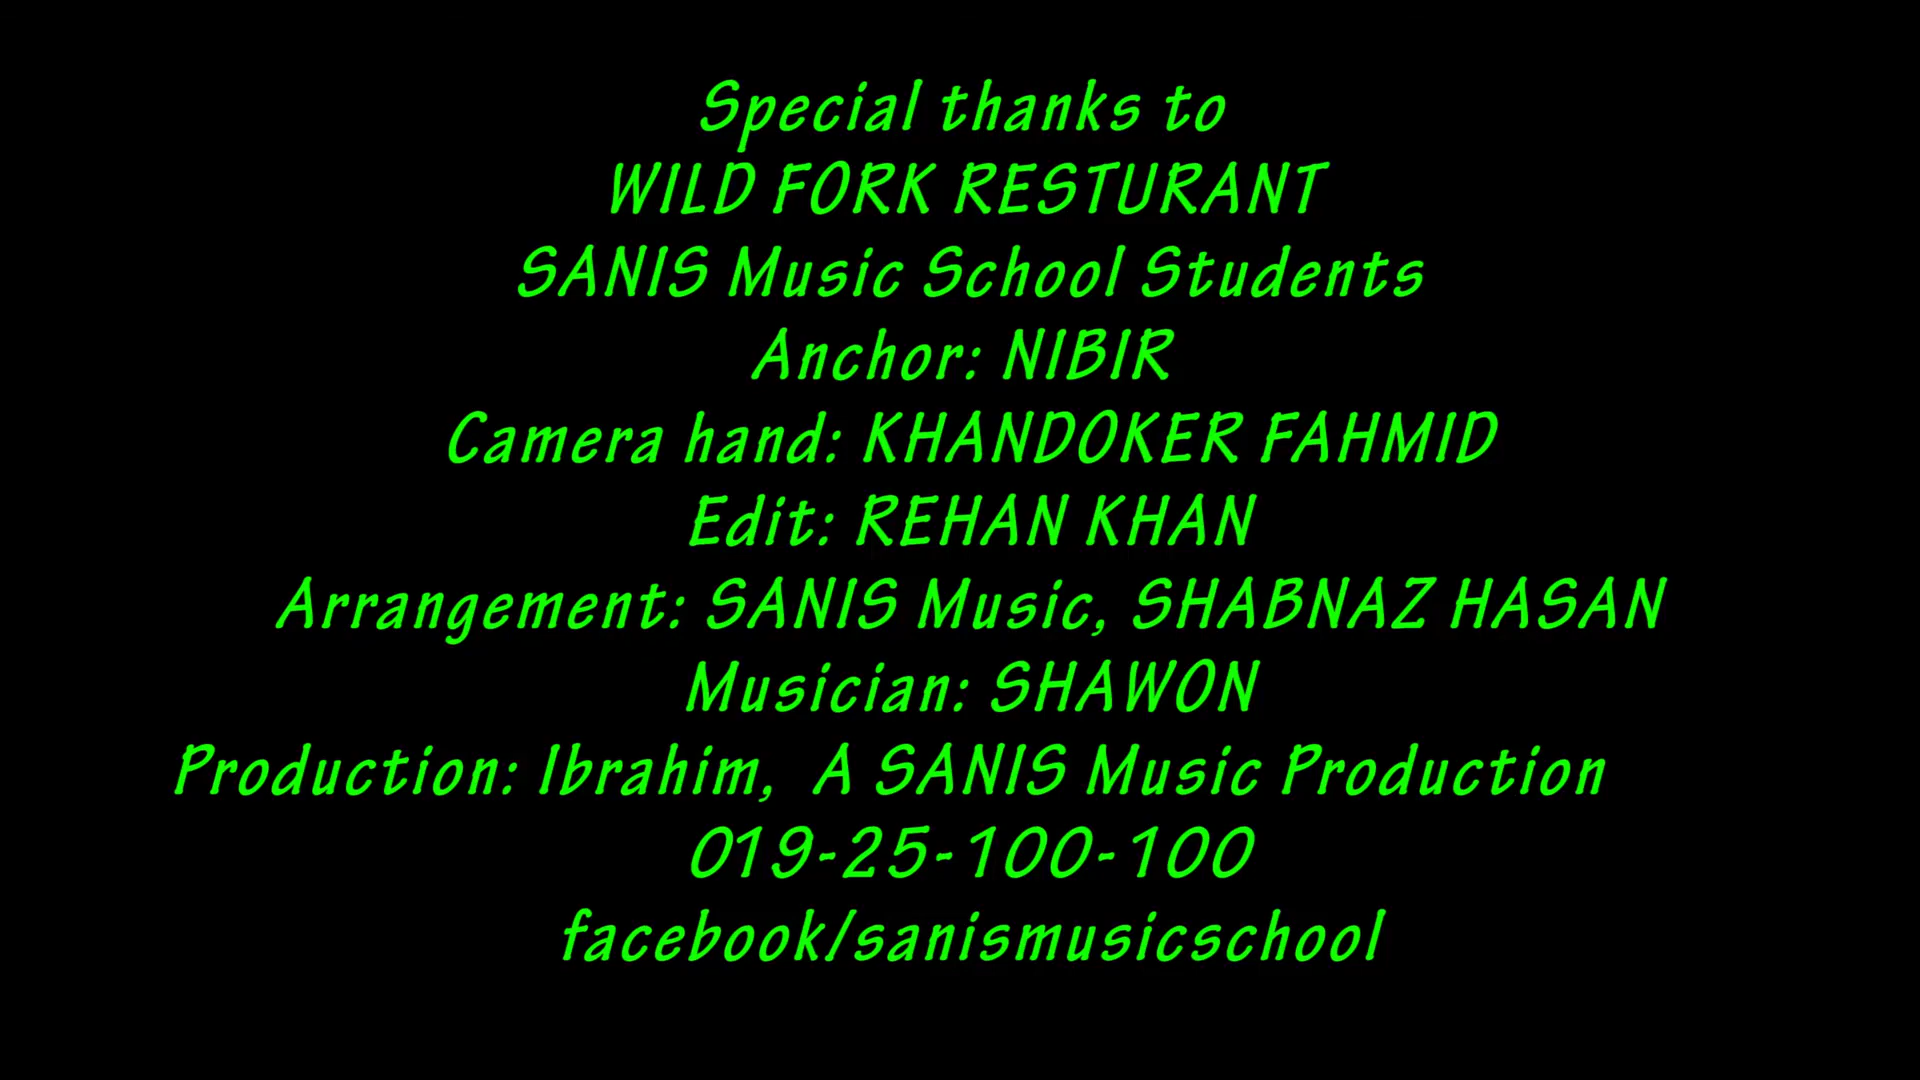 Special thanks to
WILD FORK RESTURANT
SANIS Music School Students
Anchor: NIBIR
Camera hand: KHANDOKER FAHMID
Edit: REHAN KHAN
Arrangement: SANIS Music, SHABNAZ HASAN
Musician: SHAWON
Production: Ibrahim,  A SANIS Music Production
019-25-100-100
facebook/sanismusicschool